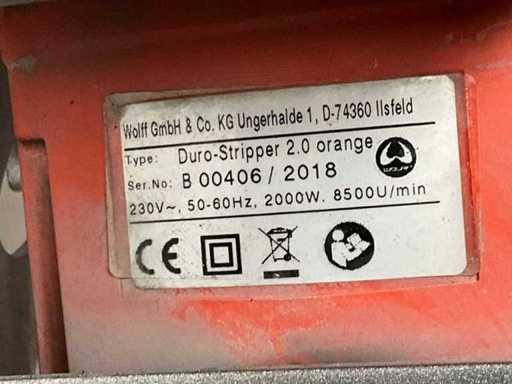 Wolff GmbH & Co. KG Ungerhalde 1, D-74360 Ilsfeld
Type: Duro-Stripper 2.0 orange
Ser.No: B 00406 / 2018
230V~, 50-60Hz, 2000W. 8500U/min
WOLFF
CE